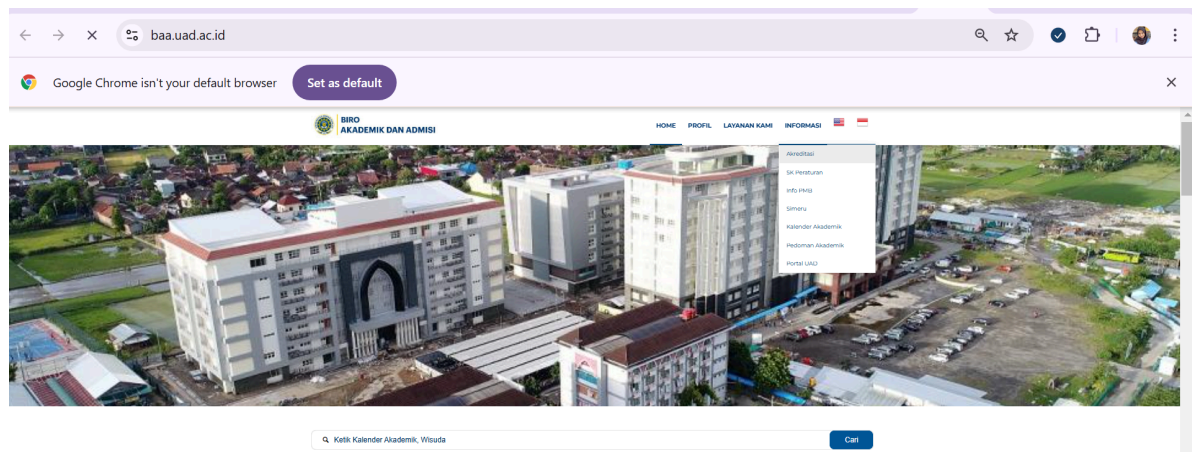 baa.uad.ac.id
Google Chrome isn't your default browser Set as default
BIRO
AKADEMIK DAN ADMISI
HOME PROFIL LAYANAN KAMI INFORMASI
Akreditasi
SK Peraturan
Info PMB
Simeru
Kalender Akademik
Pedoman Akademik
Portal UAD
Ketik Kalender Akademik, Wisuda Cari